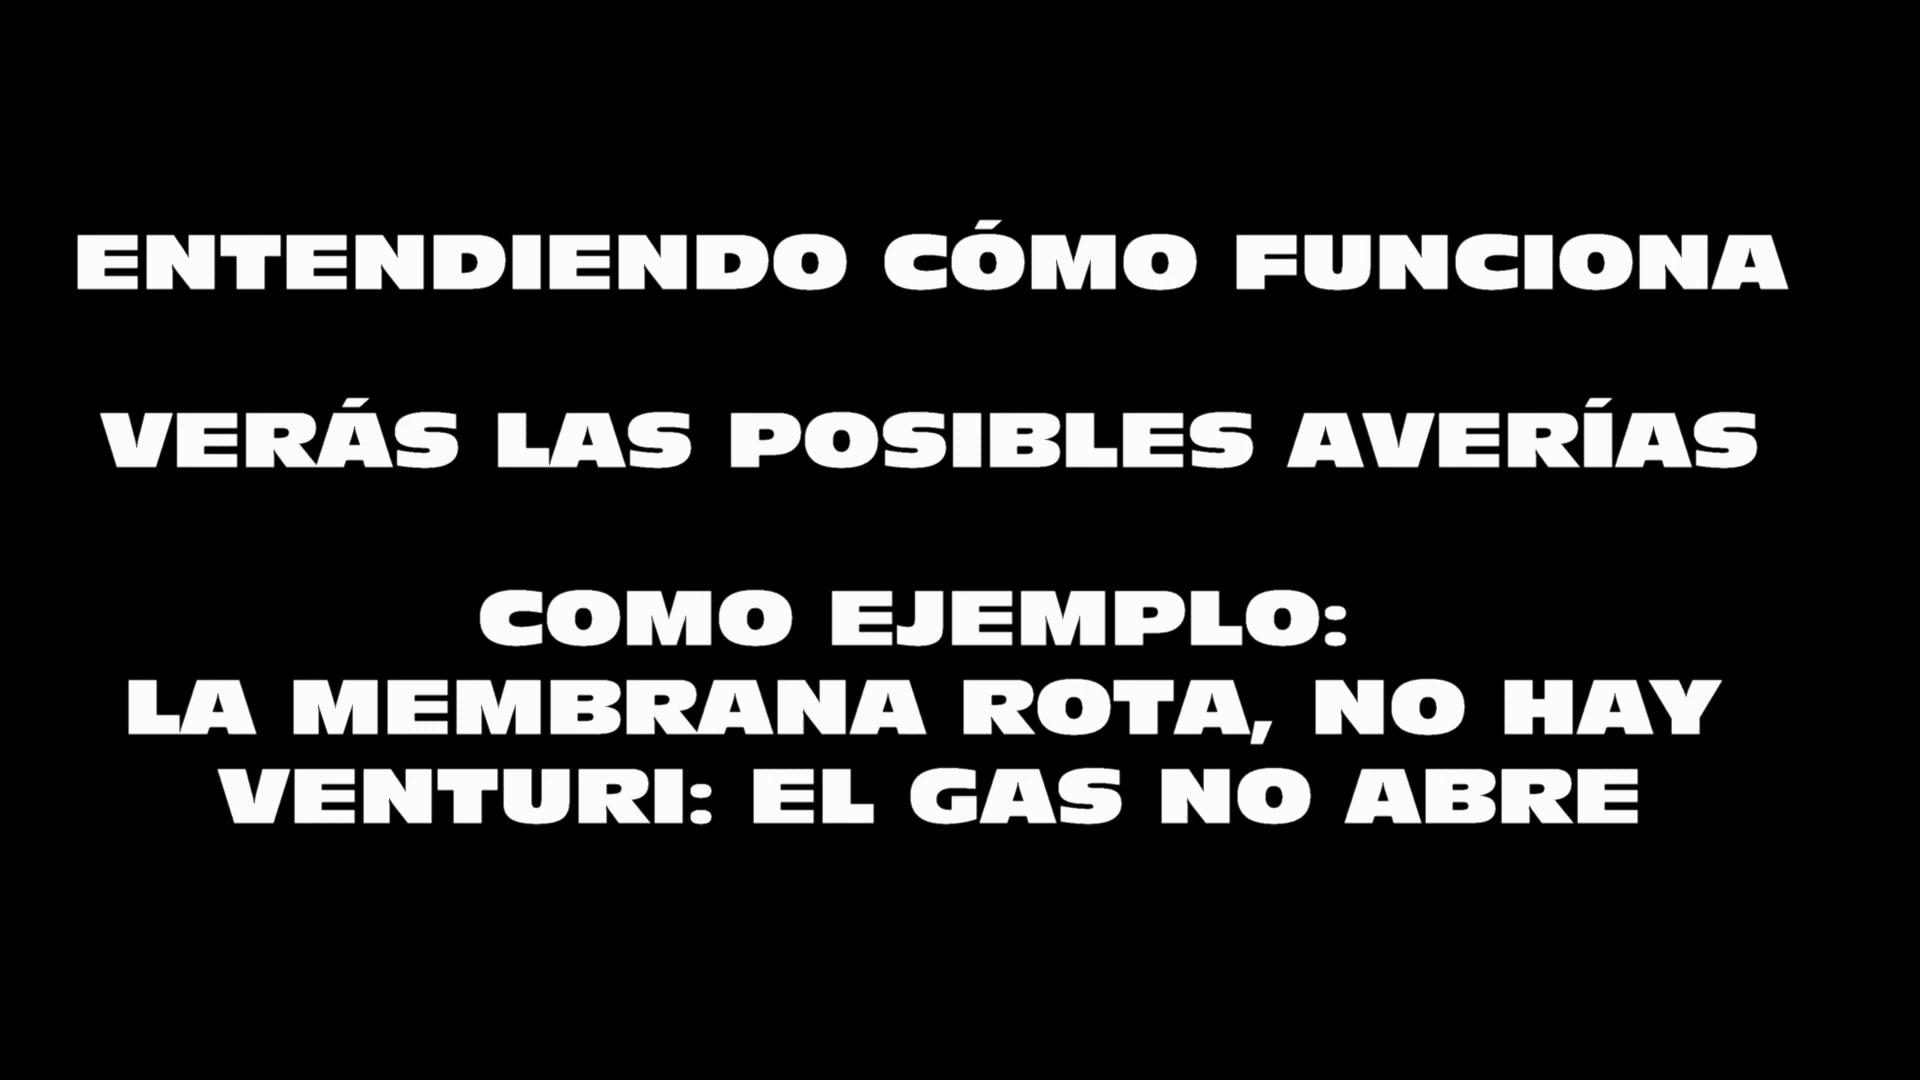 ENTENDIENDO CÓMO FUNCIONA
VERÁS LAS POSIBLES AVERÍAS
COMO EJEMPLO:
LA MEMBRANA ROTA, NO HAY
VENTURI: EL GAS NO ABRE